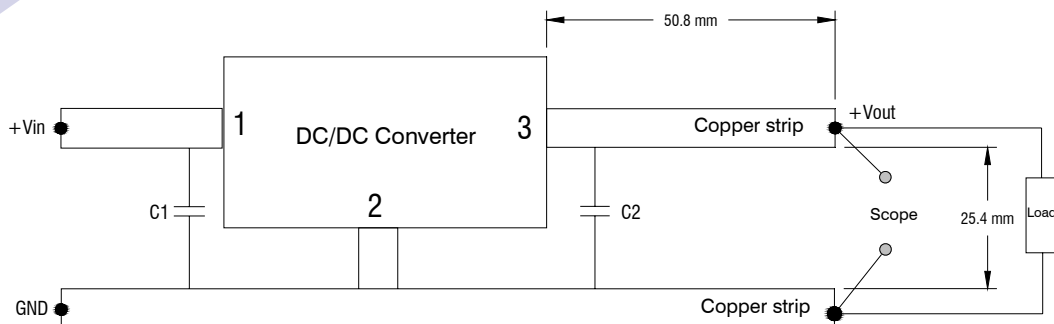 50.8 mm
+Vin
1
DC/DC Converter
3
Copper strip
+Vout
2
C1
C2
Scope
25.4 mm
Load
GND
Copper strip